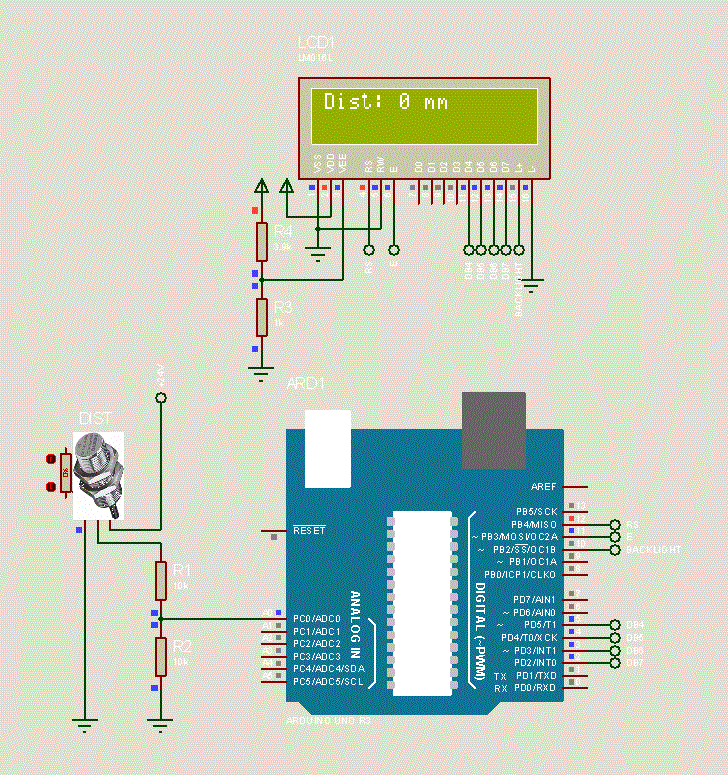 LCD1
LM016L
Dist: 0 mm
VSS
VDD
VEE
RS
RW
E
D0
D1
D2
D3
D4
D5
D6
D7
L+
L-
R4
R3
BACKLIGHT
+24V
DIST
R1
10k
R2
10k
ARD1
RESET
AREF
PB5/SCK
PB4/MISO
RS
~ PB3/MOSI/OC2A
E
~ PB2/SS/OC1B
BACKLIGHT
~ PB1/OC1A
PB0/ICP1/CLKO
PD7/AIN1
~ PD6/AIN0
~ PD5/T1
DB4
PD4/T0/XCK
DB5
~ PD3/INT1
DB6
PD2/INT0
DB7
TX PD1/TXD
RX PD0/RXD
ANALOG IN
DIGITAL (~PWM)
A0
PC0/ADC0
PC1/ADC1
PC2/ADC2
PC3/ADC3
PC4/ADC4/SDA
PC5/ADC5/SCL
ARDUINO UNO R3